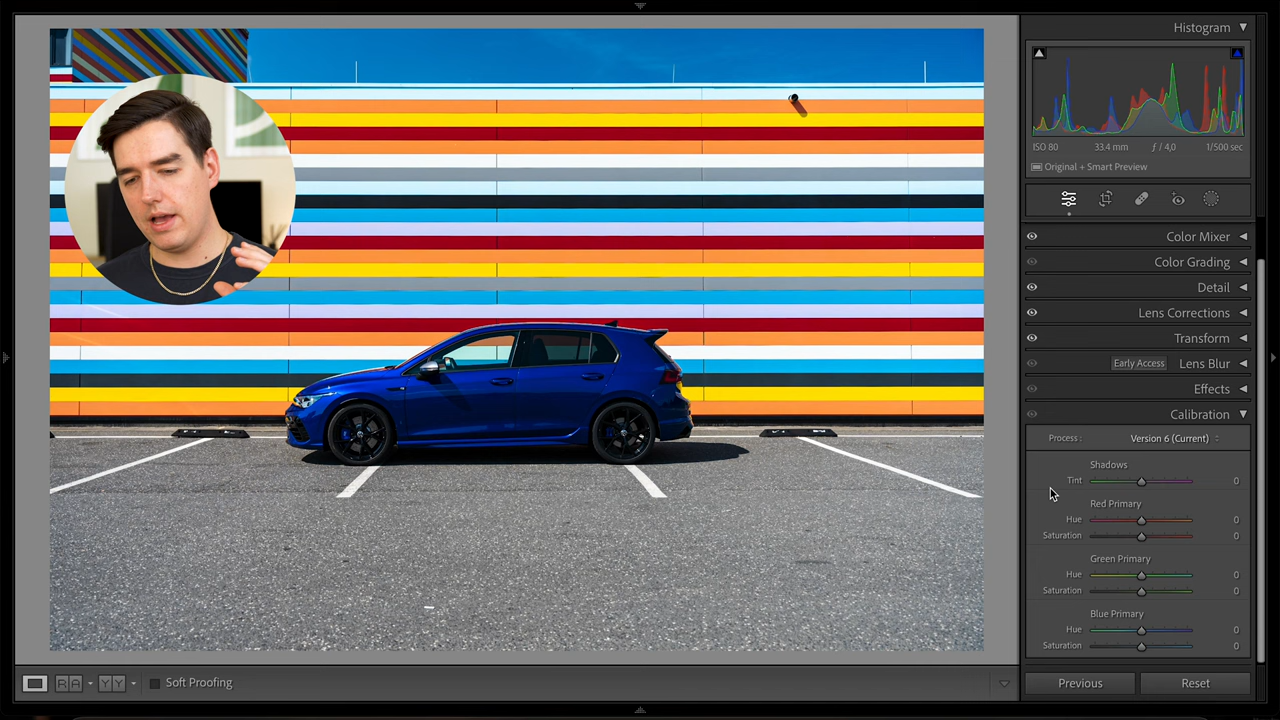 Histogram
ISO 80 33.4 mm ƒ / 4,0 1/500 sec
Original + Smart Preview
Color Mixer
Color Grading
Detail
Lens Corrections
Transform
Early Access Lens Blur
Effects
Calibration
Process : Version 6 (Current)
Shadows
Tint 0
Red Primary
Hue 0
Saturation 0
Green Primary
Hue 0
Saturation 0
Blue Primary
Hue 0
Saturation 0
R A Y Y Soft Proofing
Previous Reset